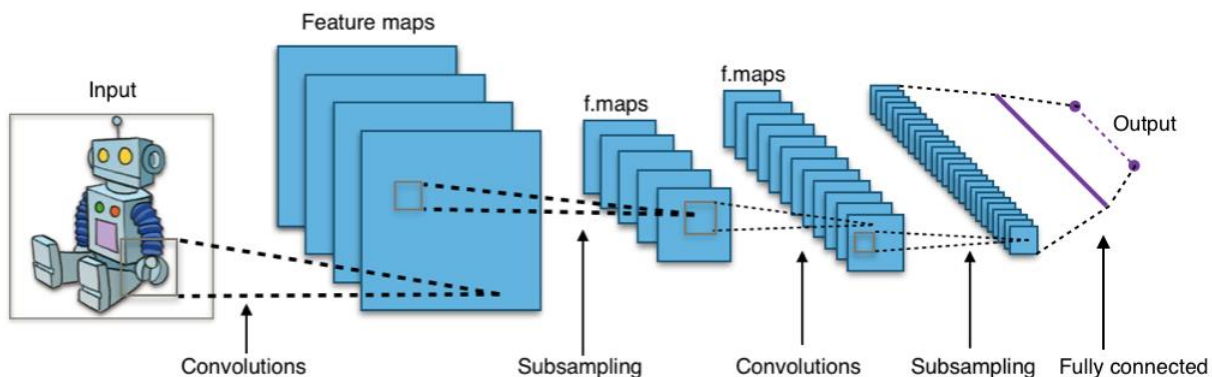 Feature maps
f.maps
Input
f.maps
Output
Convolutions
Subsampling
Convolutions
Subsampling
Fully connected